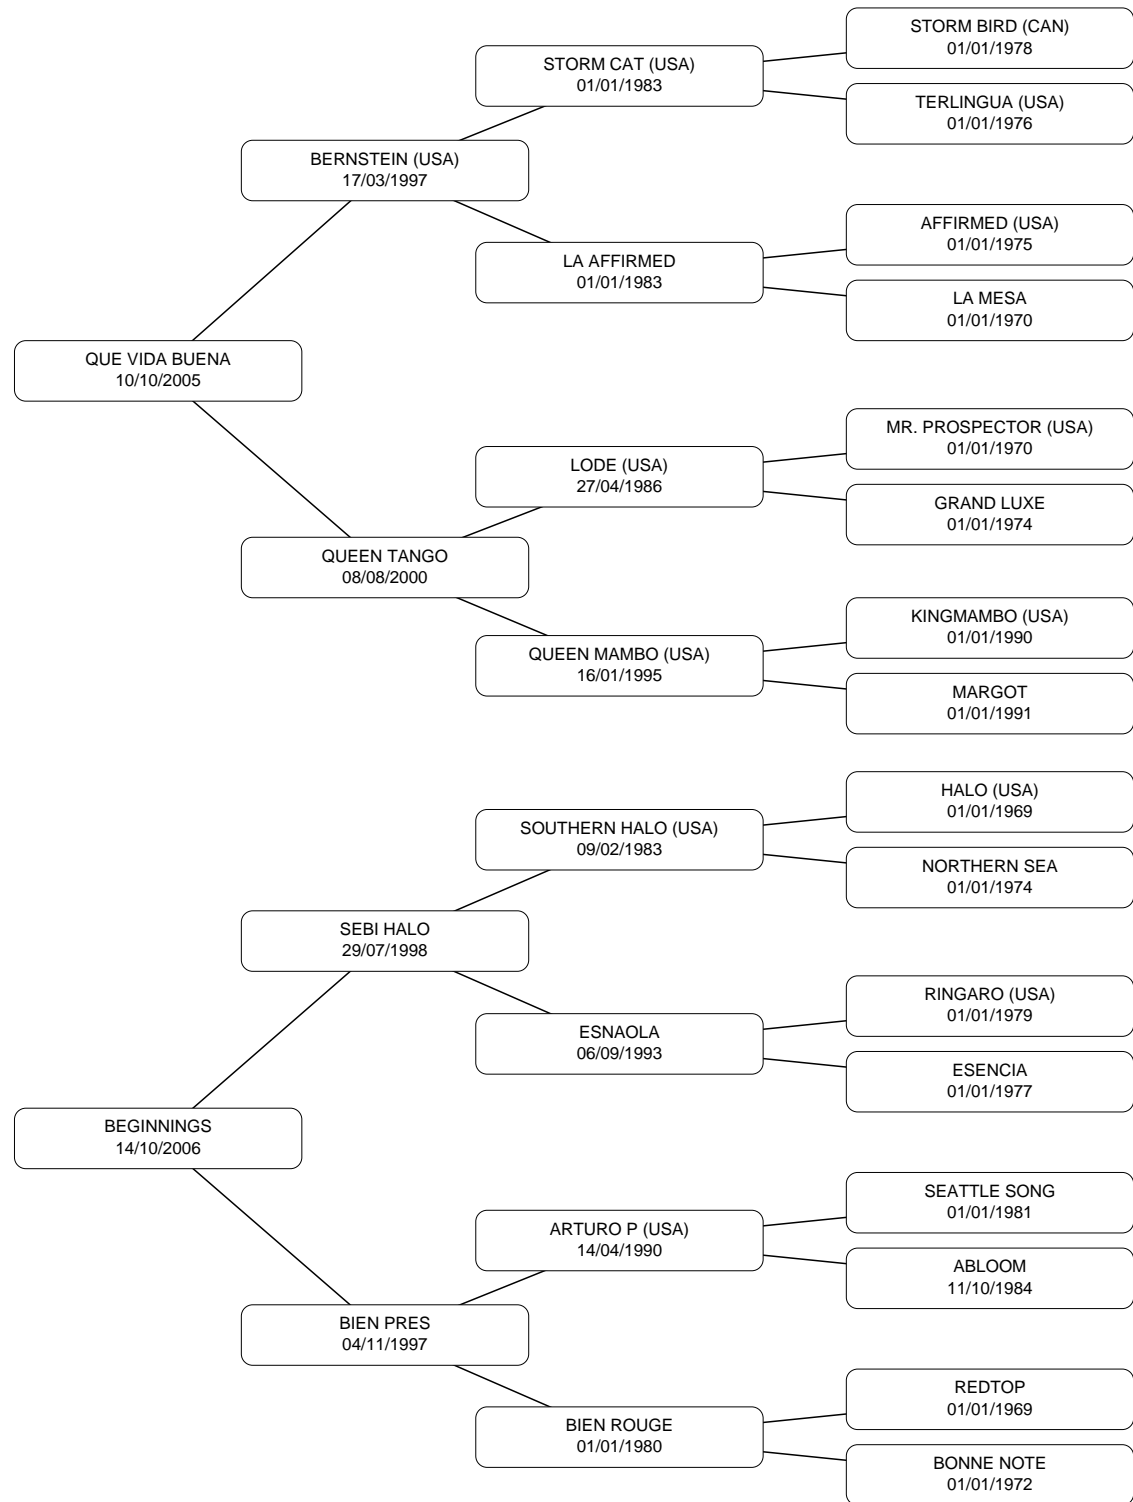 STORM BIRD (CAN)
01/01/1978
STORM CAT (USA)
01/01/1983
TERLINGUA (USA)
01/01/1976
BERNSTEIN (USA)
17/03/1997
AFFIRMED (USA)
01/01/1975
LA AFFIRMED
01/01/1983
LA MESA
01/01/1970
QUE VIDA BUENA
10/10/2005
MR. PROSPECTOR (USA)
01/01/1970
LODE (USA)
27/04/1986
GRAND LUXE
01/01/1974
QUEEN TANGO
08/08/2000
KINGMAMBO (USA)
01/01/1990
QUEEN MAMBO (USA)
16/01/1995
MARGOT
01/01/1991
HALO (USA)
01/01/1969
SOUTHERN HALO (USA)
09/02/1983
NORTHERN SEA
01/01/1974
SEBI HALO
29/07/1998
RINGARO (USA)
01/01/1979
ESNAOLA
06/09/1993
ESENCIA
01/01/1977
BEGINNINGS
14/10/2006
SEATTLE SONG
01/01/1981
ARTURO P (USA)
14/04/1990
ABLOOM
11/10/1984
BIEN PRES
04/11/1997
REDTOP
01/01/1969
BIEN ROUGE
01/01/1980
BONNE NOTE
01/01/1972